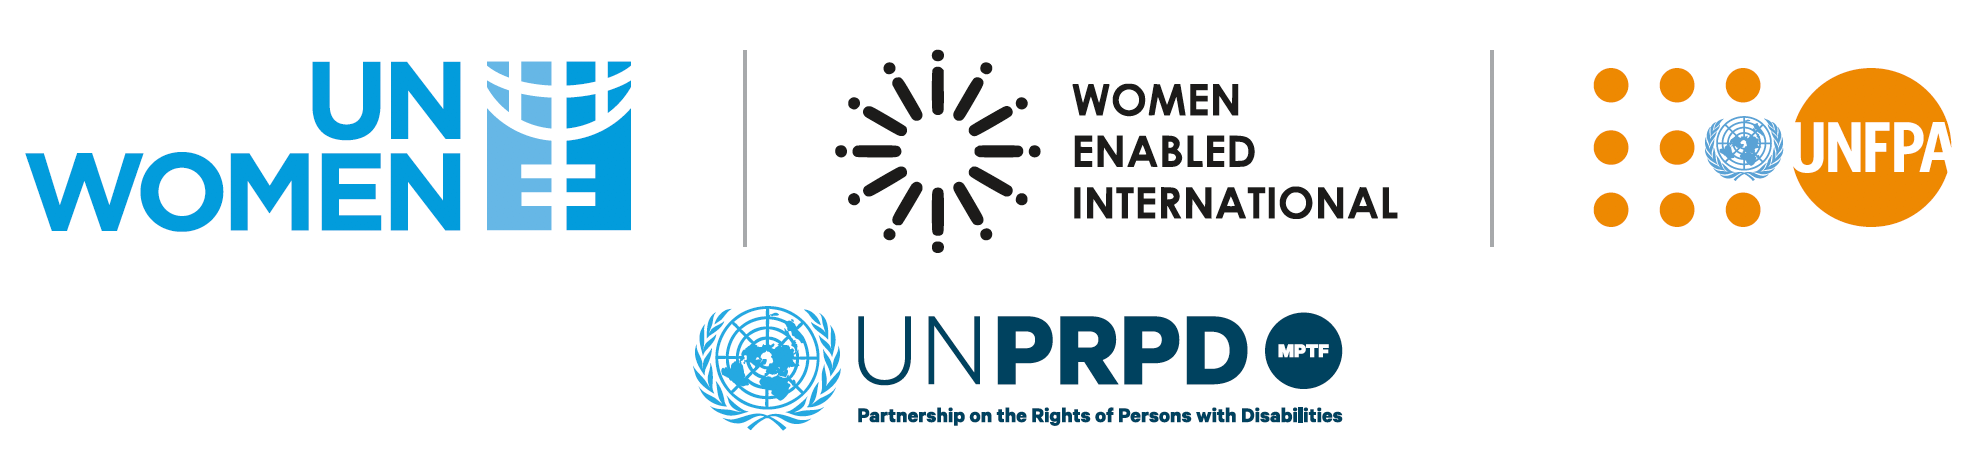 UN
WOMEN
WOMEN
ENABLED
INTERNATIONAL
UNFPA
UNPRPD MPTF
Partnership on the Rights of Persons with Disabilities